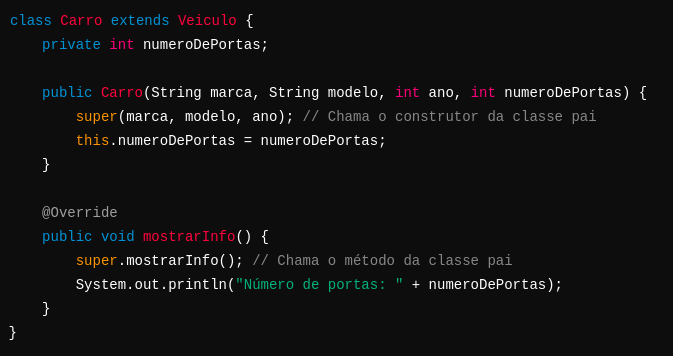 class Carro extends Veiculo {
    private int numeroDePortas;

    public Carro(String marca, String modelo, int ano, int numeroDePortas) {
        super(marca, modelo, ano); // Chama o construtor da classe pai
        this.numeroDePortas = numeroDePortas;
    }

    @Override
    public void mostrarInfo() {
        super.mostrarInfo(); // Chama o método da classe pai
        System.out.println("Número de portas: " + numeroDePortas);
    }
}